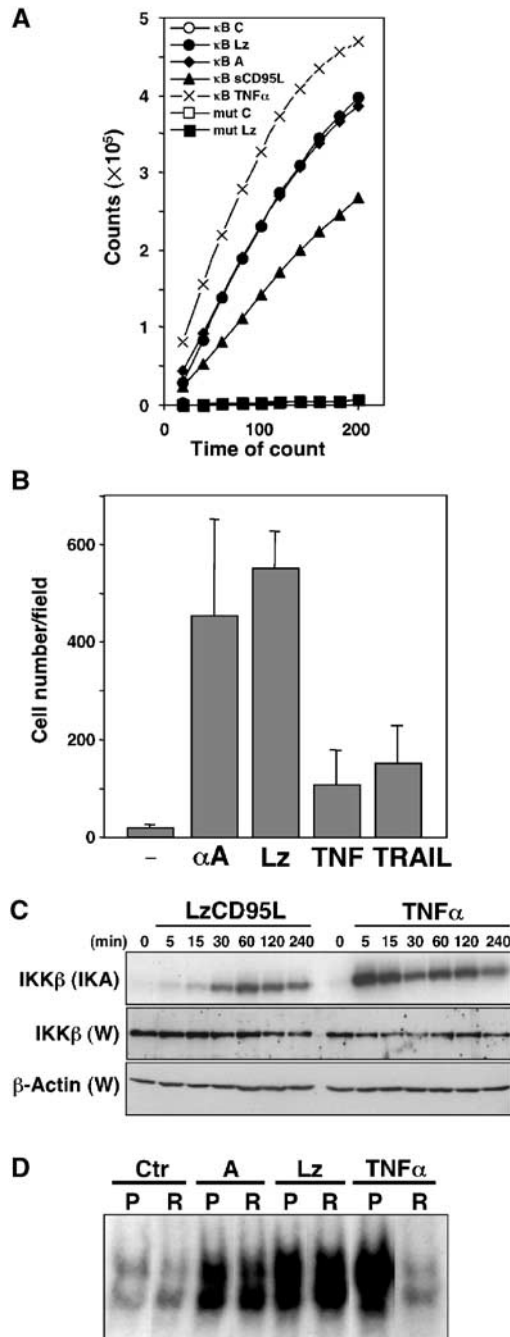 A
κB C
κB Lz
κB A
κB sCD95L
κB TNFα
mut C
mut Lz
5
4
3
2
1
0
Counts (×10⁵)
0 100 200
Time of count
B
600
400
200
0
Cell number/field
– αA Lz TNF TRAIL
C
LzCD95L TNFα
(min) 0 5 15 30 60 120 240 0 5 15 30 60 120 240
IKKβ (IKA)
IKKβ (W)
β-Actin (W)
D
Ctr A Lz TNFα
P R P R P R P R